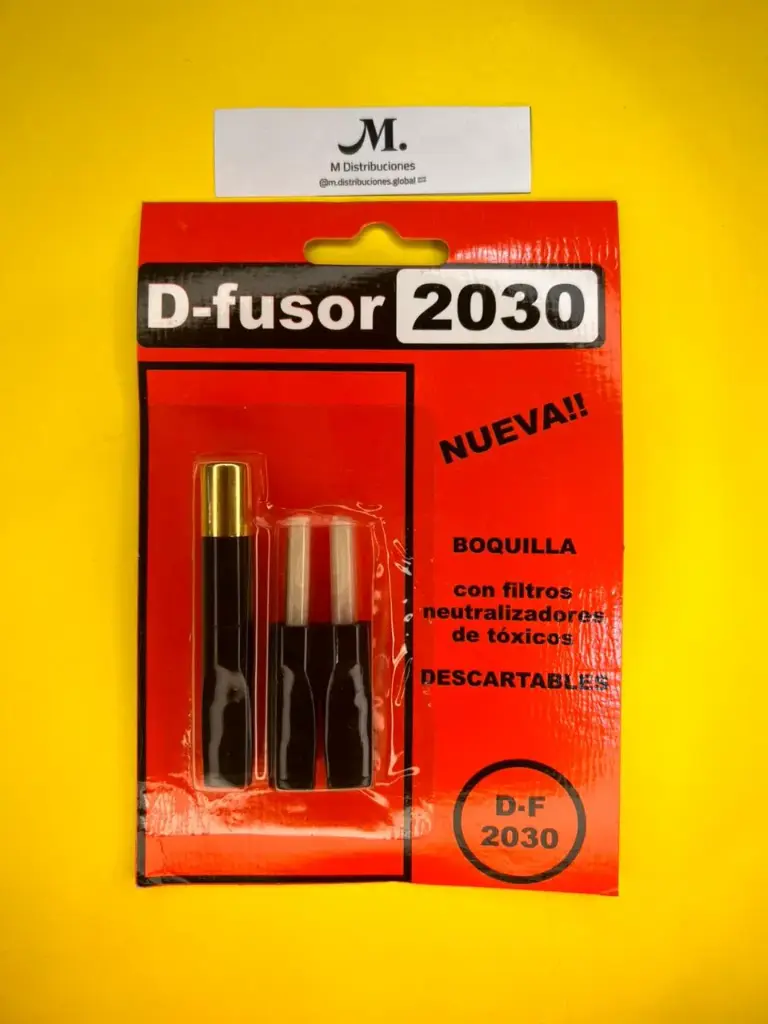 M.
M Distribuciones
@m.distribuciones.global
D-fusor 2030
NUEVA!!
BOQUILLA
con filtros
neutralizadores
de tóxicos
DESCARTABLES
D-F
2030